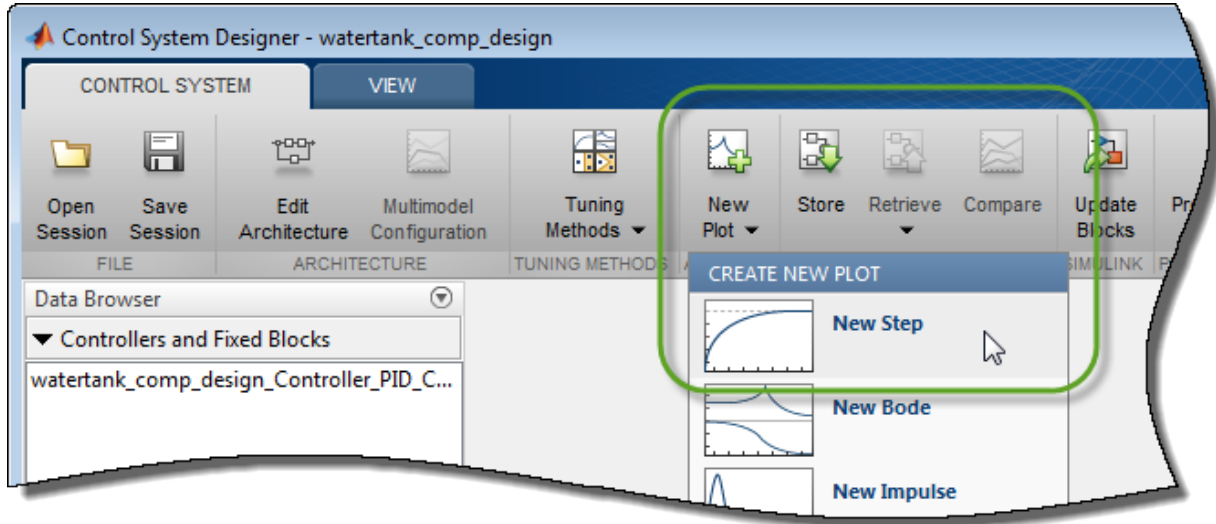 Control System Designer - watertank_comp_design
CONTROL SYSTEM VIEW
Open Session Save Session Edit Architecture Multimodel Configuration Tuning Methods New Plot Store Retrieve Compare Update Blocks
FILE ARCHITECTURE TUNING METHODS SIMULINK
CREATE NEW PLOT
Data Browser
New Step
Controllers and Fixed Blocks
watertank_comp_design_Controller_PID_C...
New Bode
New Impulse